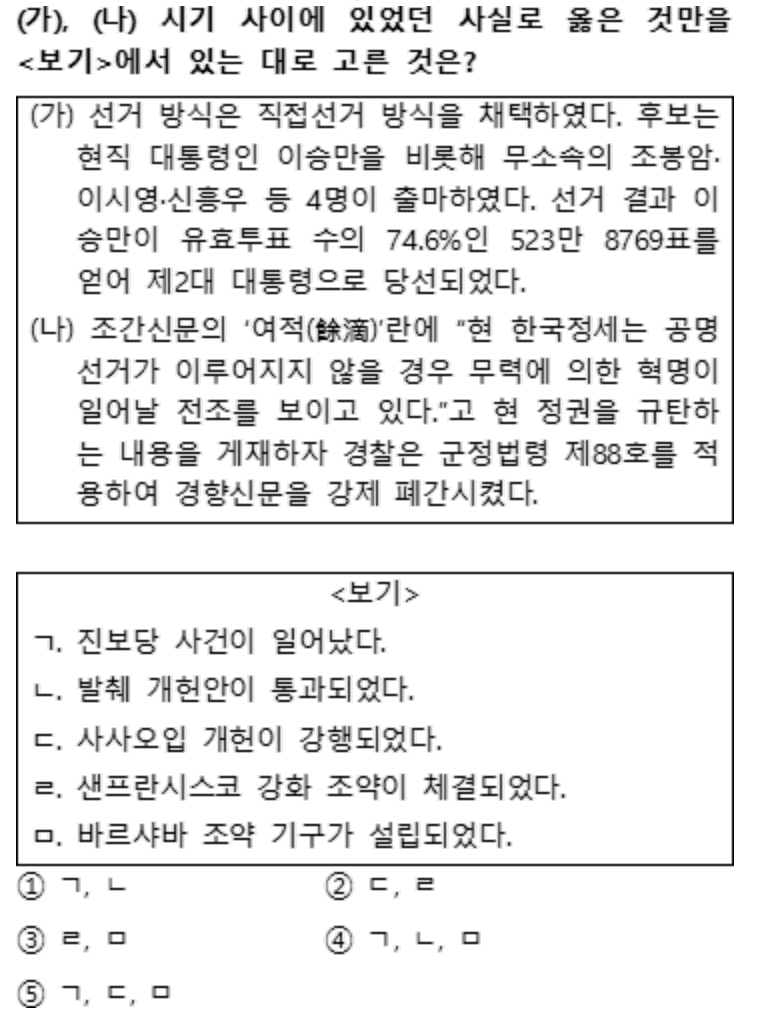 (가), (나) 시기 사이에 있었던 사실로 옳은 것만을
<보기>에서 있는 대로 고른 것은?
(가) 선거 방식은 직접선거 방식을 채택하였다. 후보는
현직 대통령인 이승만을 비롯해 무소속의 조봉암·
이시영·신흥우 등 4명이 출마하였다. 선거 결과 이
승만이 유효투표 수의 74.6%인 523만 8769표를
얻어 제2대 대통령으로 당선되었다.
(나) 조간신문의 ‘여적(餘滴)’란에 “현 한국정세는 공명
선거가 이루어지지 않을 경우 무력에 의한 혁명이
일어날 전조를 보이고 있다.”고 현 정권을 규탄하
는 내용을 게재하자 경찰은 군정법령 제88호를 적
용하여 경향신문을 강제 폐간시켰다.
<보기>
ㄱ. 진보당 사건이 일어났다.
ㄴ. 발췌 개헌안이 통과되었다.
ㄷ. 사사오입 개헌이 강행되었다.
ㄹ. 샌프란시스코 강화 조약이 체결되었다.
ㅁ. 바르샤바 조약 기구가 설립되었다.
① ㄱ, ㄴ ② ㄷ, ㄹ
③ ㄹ, ㅁ ④ ㄱ, ㄴ, ㅁ
⑤ ㄱ, ㄷ, ㅁ